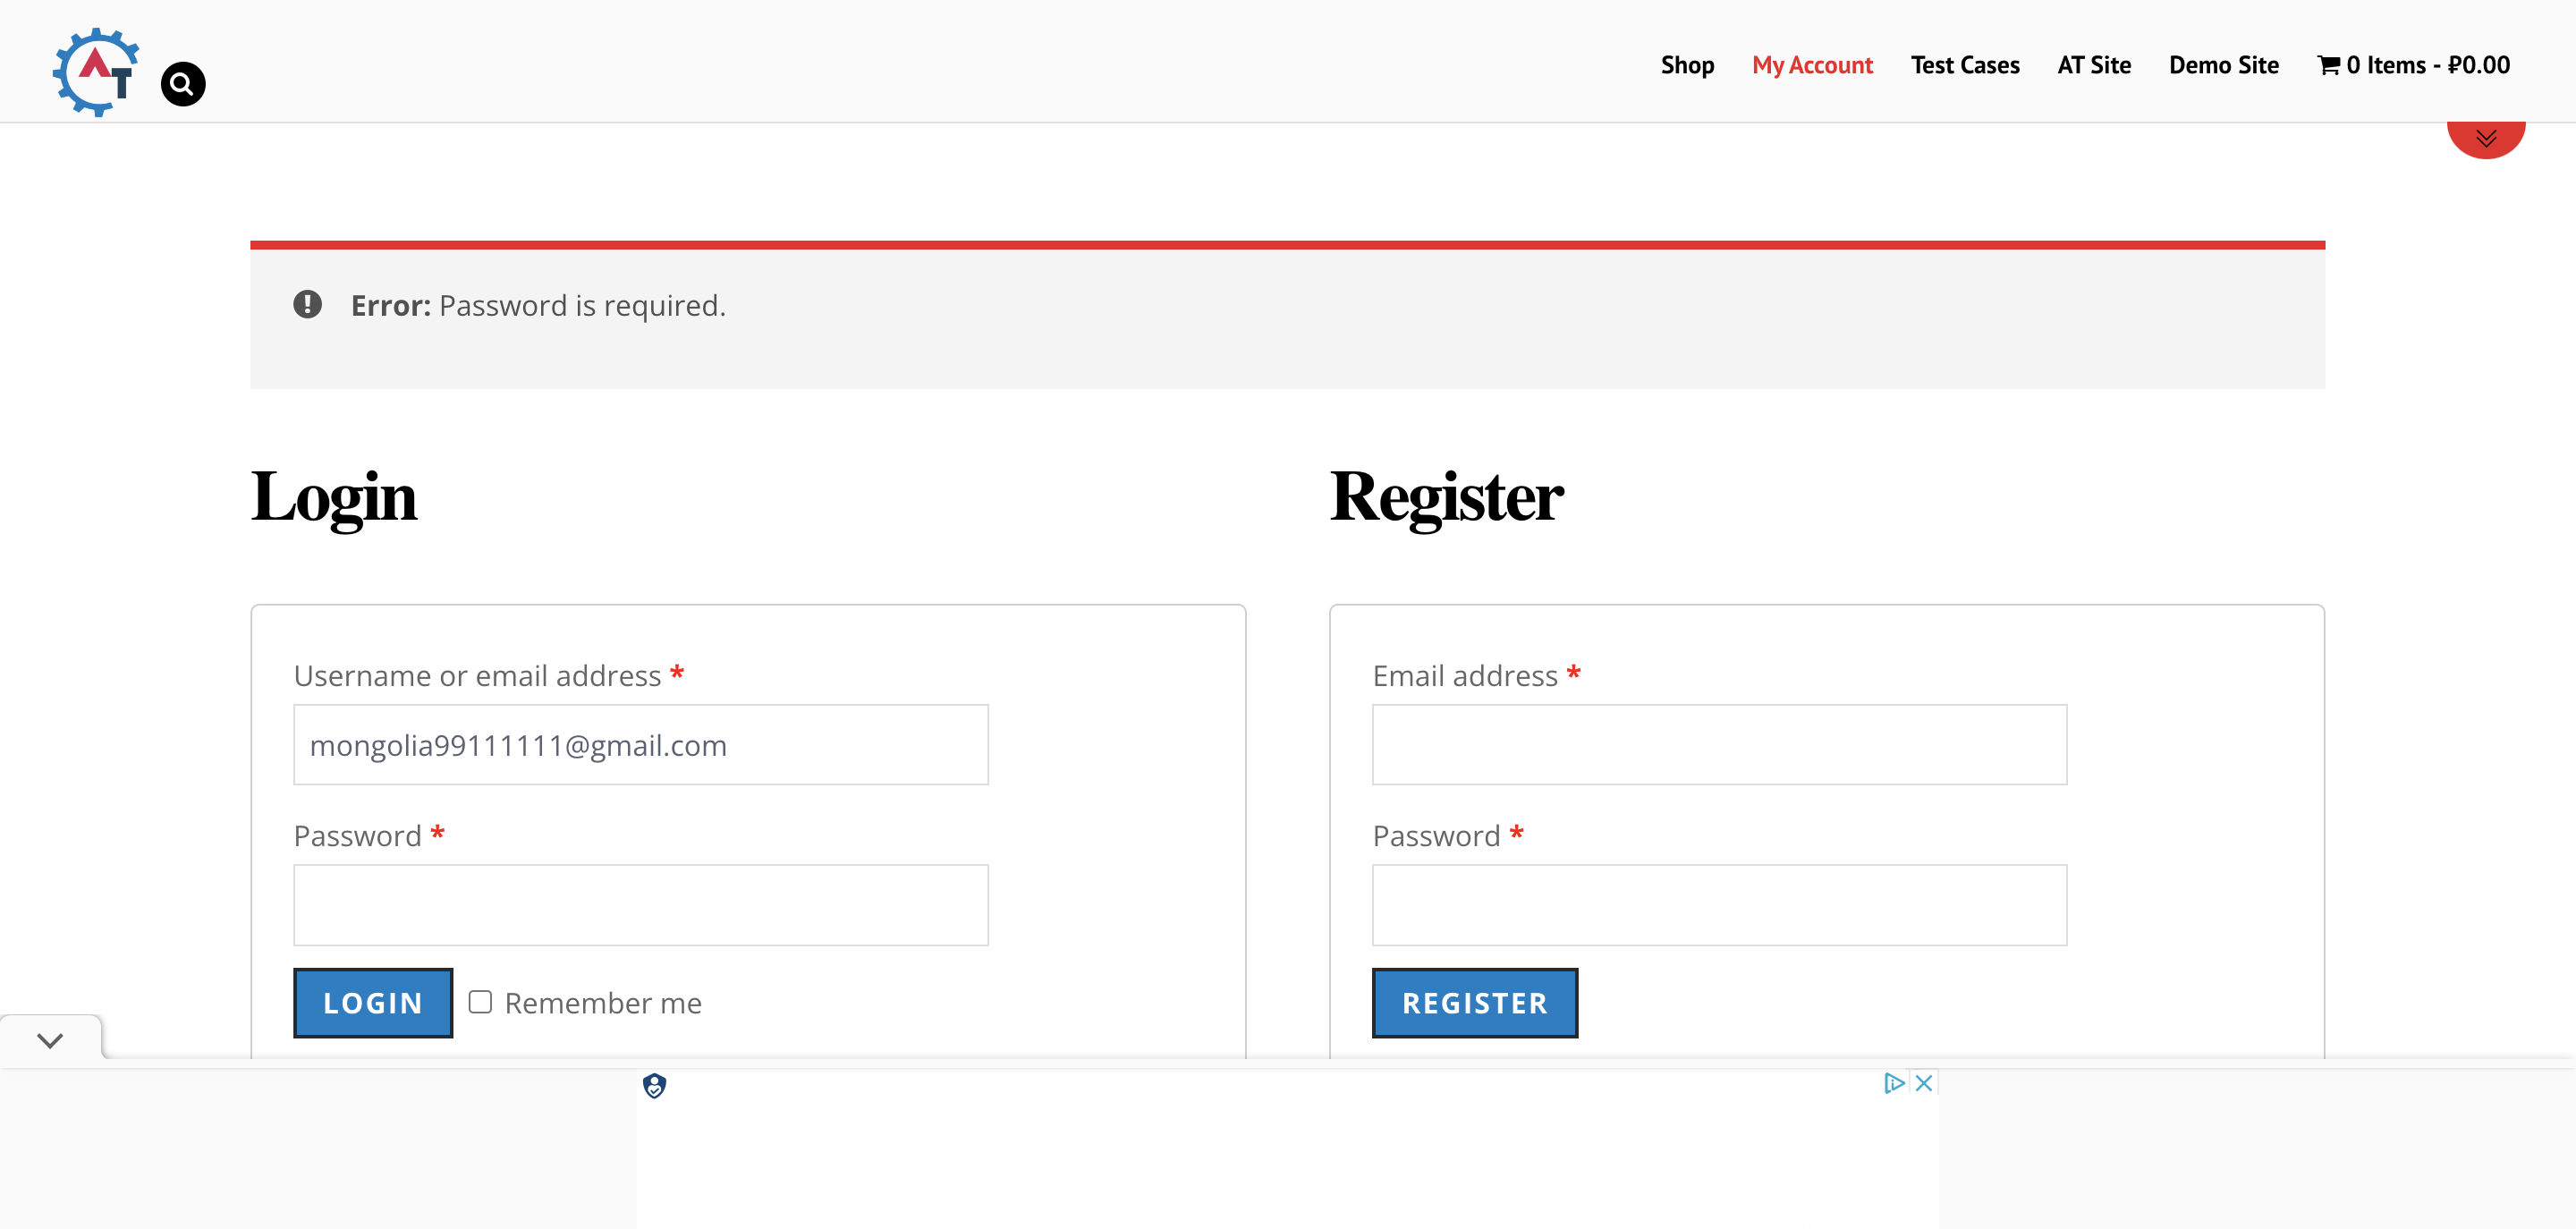 AT
Shop
My Account
Test Cases
AT Site
Demo Site
0 Items - ₽0.00
Error: Password is required.
Login
Register
Username or email address *
mongolia99111111@gmail.com
Password *
LOGIN
Remember me
Email address *
Password *
REGISTER